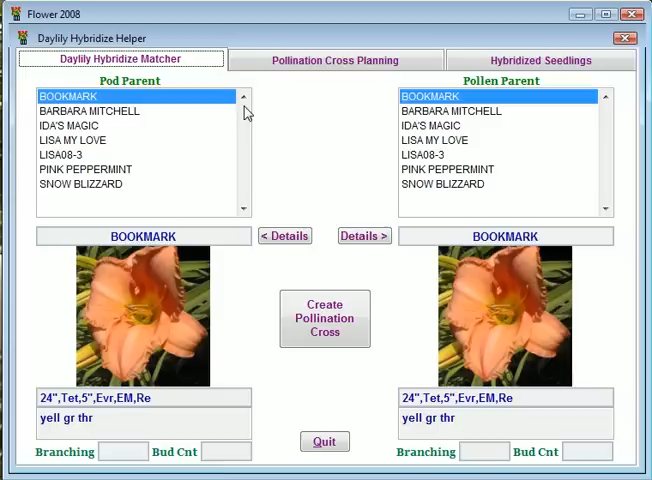 Flower 2008
Daylily Hybridize Helper
Daylily Hybridize Matcher
Pollination Cross Planning
Hybridized Seedlings
Pod Parent
BOOKMARK
BARBARA MITCHELL
IDA'S MAGIC
LISA MY LOVE
LISA08-3
PINK PEPPERMINT
SNOW BLIZZARD
Pollen Parent
BOOKMARK
BARBARA MITCHELL
IDA'S MAGIC
LISA MY LOVE
LISA08-3
PINK PEPPERMINT
SNOW BLIZZARD
BOOKMARK
< Details
Details >
BOOKMARK
Create
Pollination
Cross
24",Tet,5",Evr,EM,Re
yell gr thr
Branching
Bud Cnt
Quit
24",Tet,5",Evr,EM,Re
yell gr thr
Branching
Bud Cnt